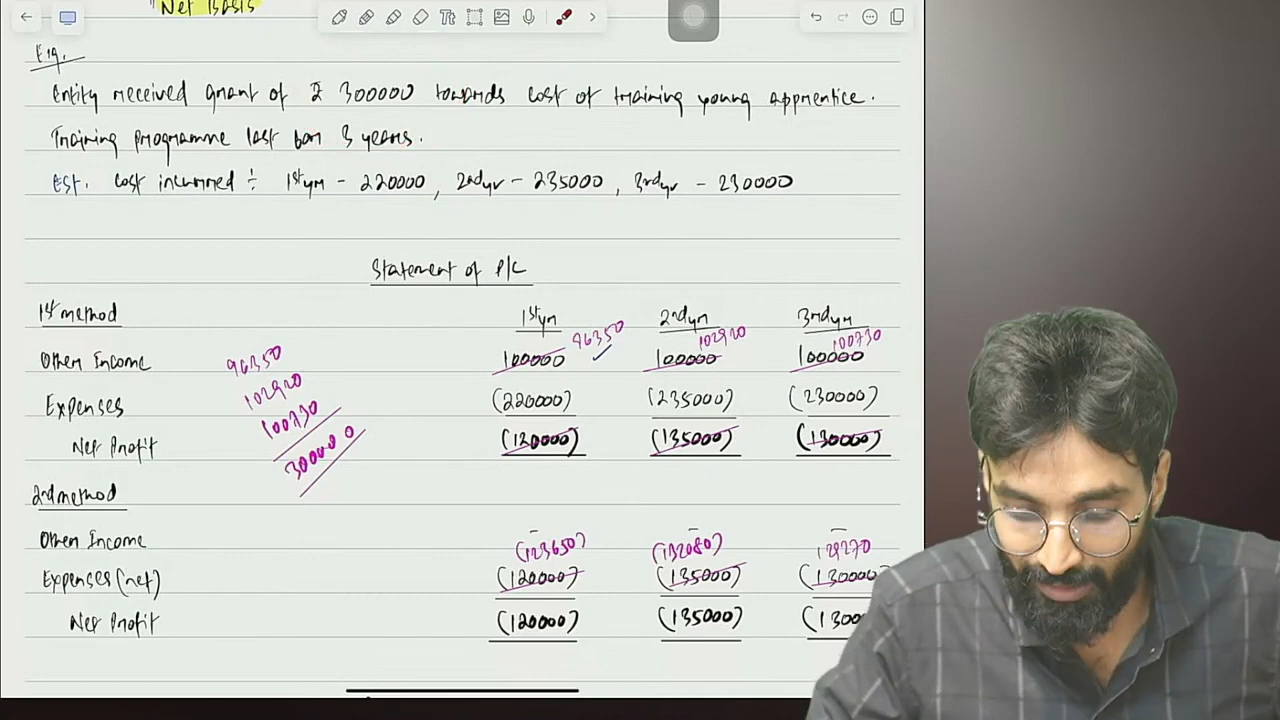 Net Basis
Eg.
Entity received grant of ₹ 300000 towards cost of training young apprentice.
Training programme last for 3 years.
Est. cost incurred ÷ 1st yr - 220000, 2nd yr - 235000, 3rd yr - 230000
Statement of P/L
1st method 1st yr 2nd yr 3rd yr
96350 102920 100730
Other Income 100000 100000 100000
96350
102920
100730
300000
Expenses (220000) (235000) (230000)
Net Profit (120000) (135000) (130000)
2nd method
Other Income - - -
(123650) (132080) 129270
Expenses (net) (120000) (135000) (130000
Net Profit (120000) (135000) (1300